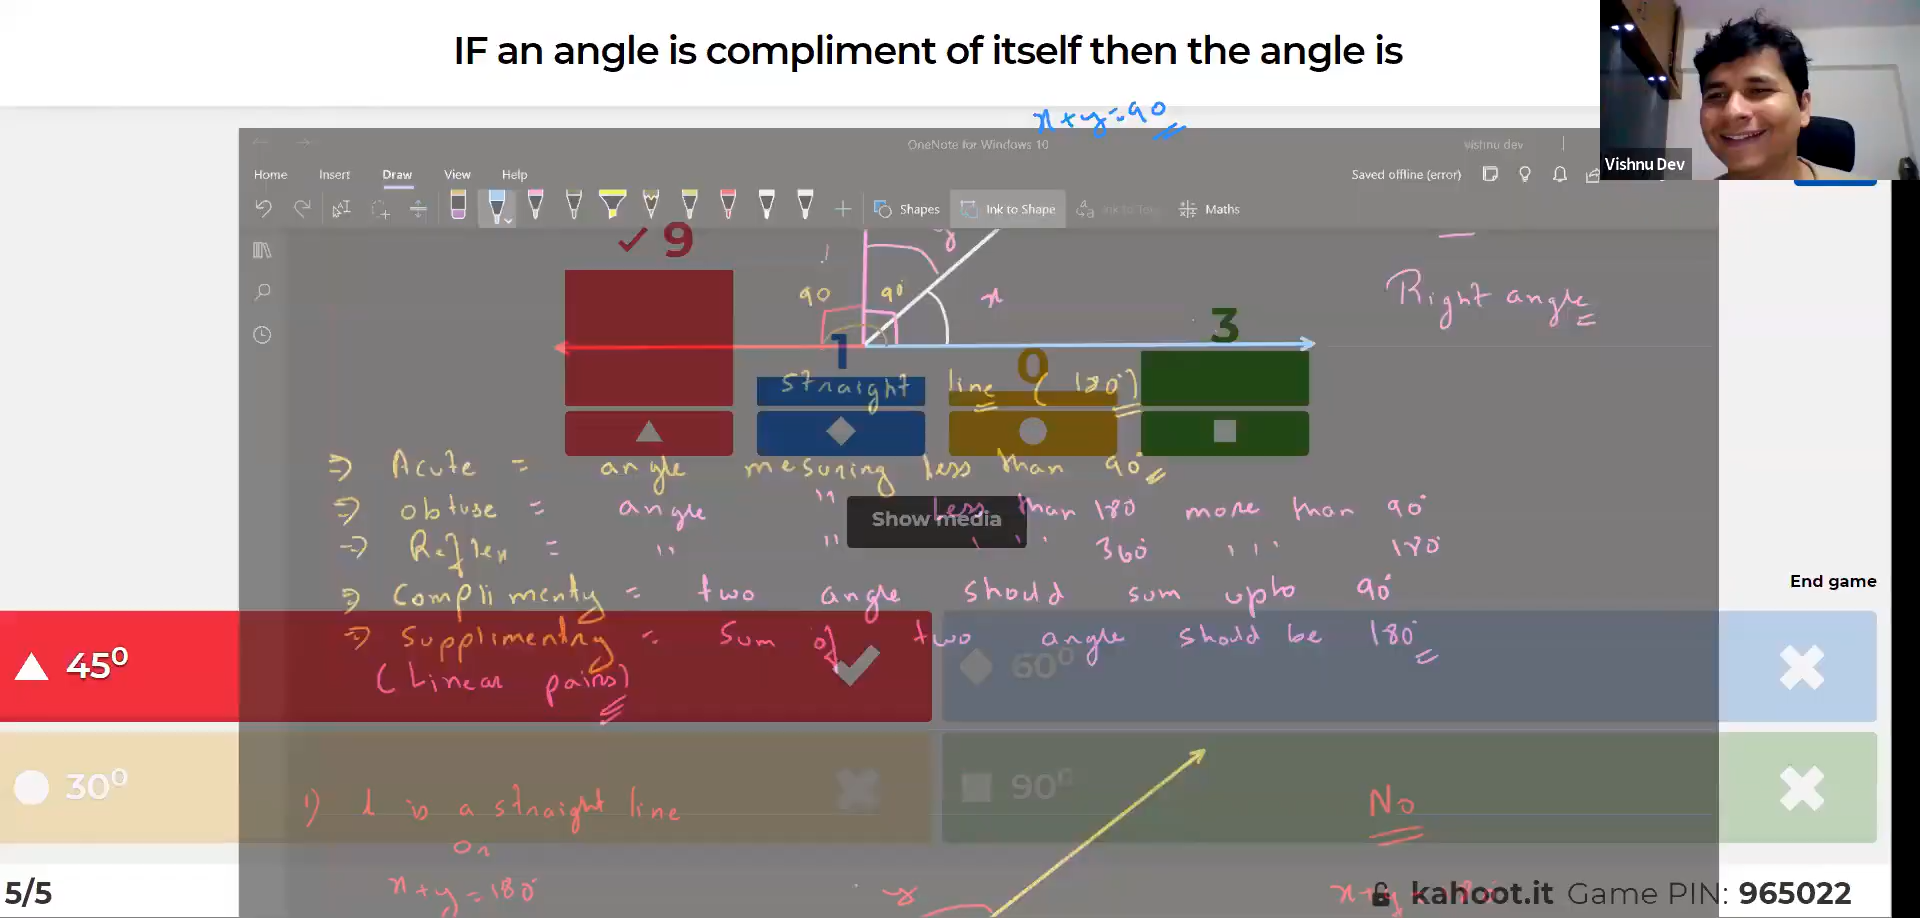 IF an angle is compliment of itself then the angle is
x+y=90
Vishnu Dev
OneNote for Windows 10
vishnu dev
Home Insert Draw View Help
Saved offline (error)
Shapes Ink to Shape Maths
9
y
90 90°
x
Right angle
1
0
3
straight line (180°)
Acute = angle mesuring less than 90°
Show media
⇒ obtuse = angle " less than 180 more than 90°
Reflex = " " 360° 180
End game
⇒ Complimenty = two angle should sum upto 90°
⇒ Supplimentry = Sum of two angle should be 180°
(Linear pairs)
45⁰
60⁰
30⁰
90⁰
1) l is a straight line
No
or
x+y=180°
y
x+y=180
5/5
kahoot.it Game PIN: 965022